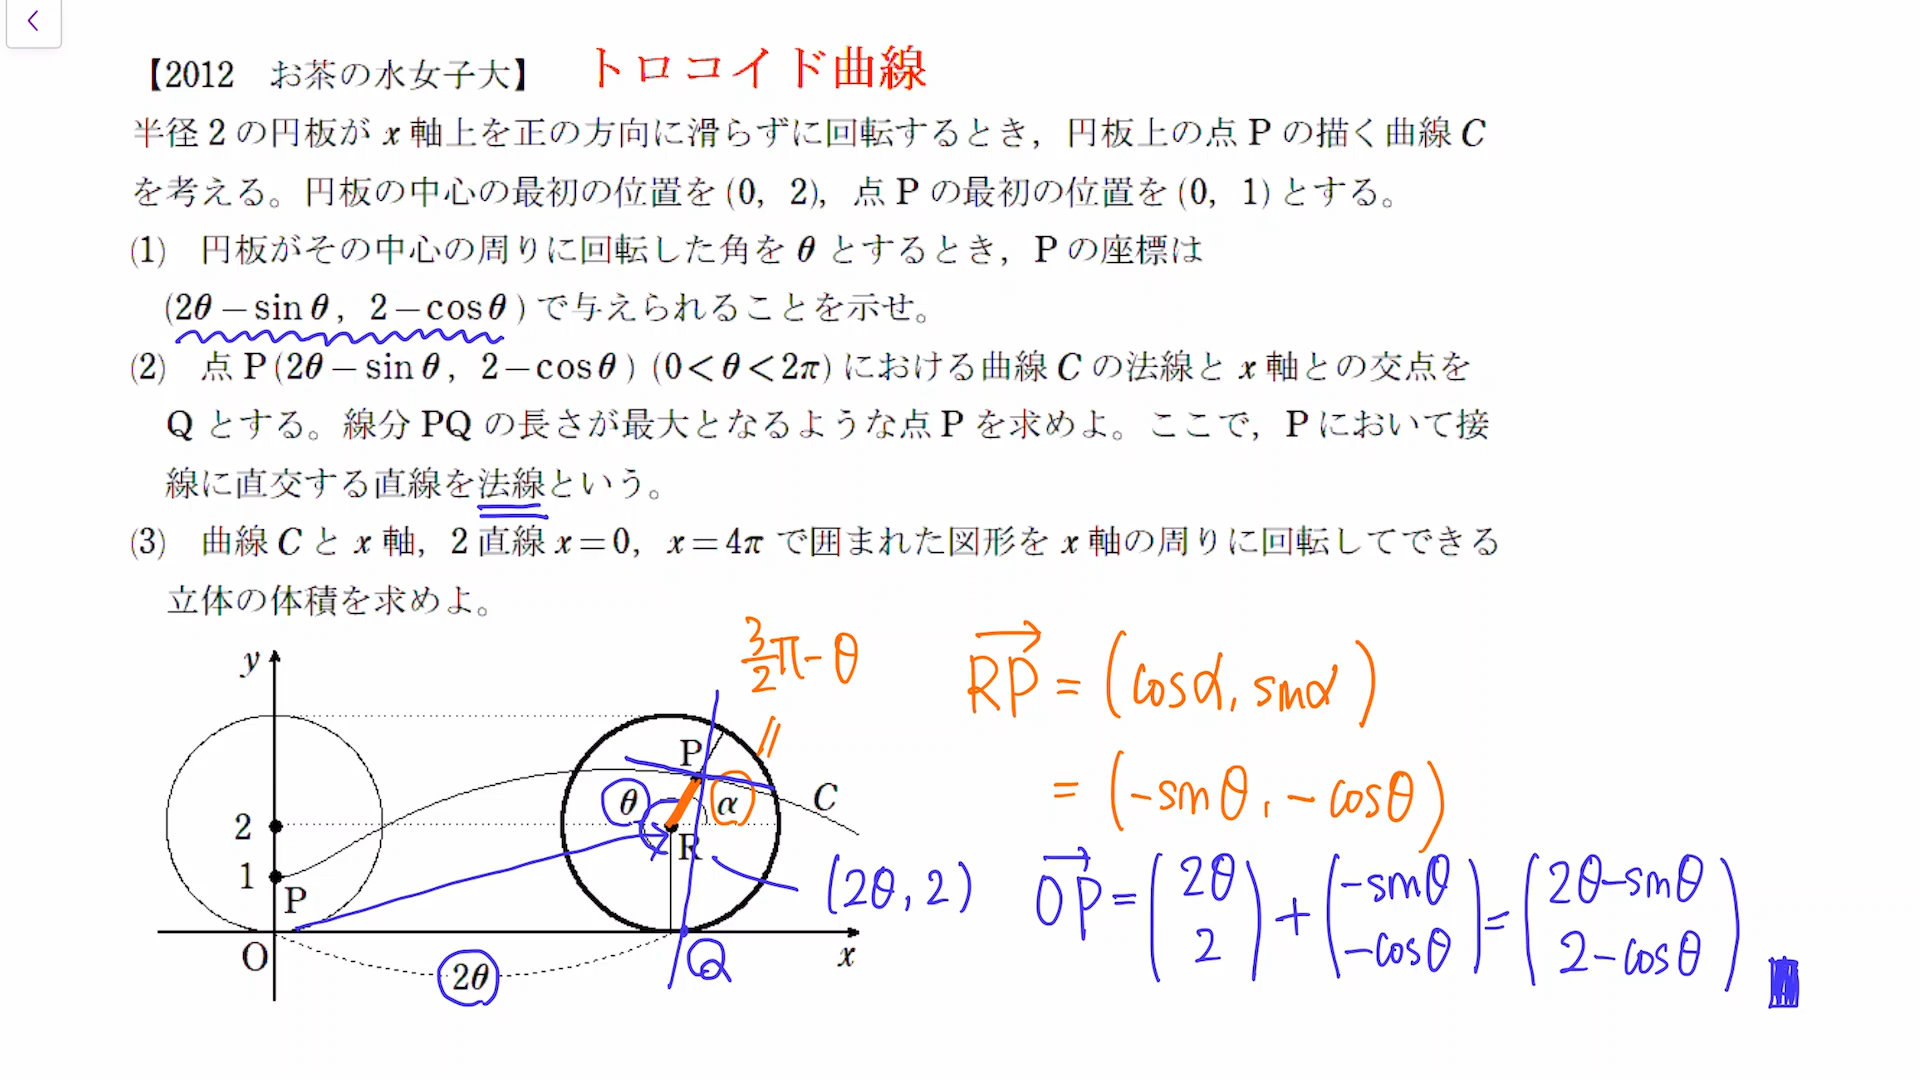 【2012　お茶の水女子大】　トロコイド曲線
半径 2 の円板が x 軸上を正の方向に滑らずに回転するとき，円板上の点 P の描く曲線 C
を考える。円板の中心の最初の位置を (0，2)，点 P の最初の位置を (0，1) とする。
(1)　円板がその中心の周りに回転した角を θ とするとき，P の座標は
(2θ－sinθ，2－cosθ) で与えられることを示せ。
(2)　点 P(2θ－sinθ，2－cosθ) (0＜θ＜2π) における曲線 C の法線と x 軸との交点を
Q とする。線分 PQ の長さが最大となるような点 P を求めよ。ここで，P において接
線に直交する直線を法線という。
(3)　曲線 C と x 軸，2 直線 x＝0，x＝4π で囲まれた図形を x 軸の周りに回転してできる
立体の体積を求めよ。
y
3/2 π－θ
=
P
θ
α
C
2
R
1
P
(2θ, 2)
O
2θ
Q
x
→RP = (cosα, sinα)
= (-sinθ, -cosθ)
→OP = (2θ 2) + (-sinθ -cosθ) = (2θ-sinθ 2-cosθ)